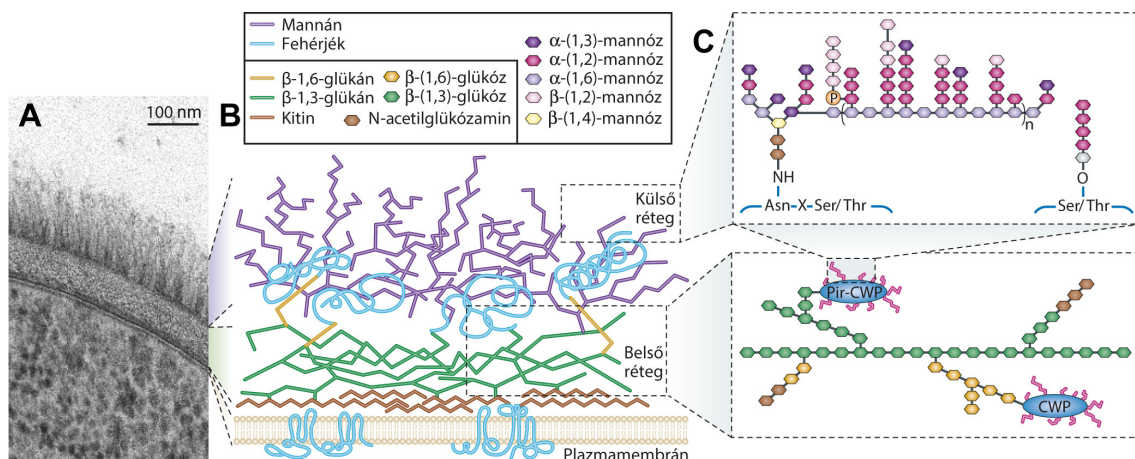 A
100 nm
B
Mannán
Fehérjék
β-1,6-glükán
β-1,3-glükán
Kitin
β-(1,6)-glükóz
β-(1,3)-glükóz
N-acetilglükózamin
α-(1,3)-mannóz
α-(1,2)-mannóz
α-(1,6)-mannóz
β-(1,2)-mannóz
β-(1,4)-mannóz
Külső
réteg
Belső
réteg
Plazmamembrán
C
P
n
NH
Asn-X-Ser/Thr
O
Ser/Thr
Pir-CWP
CWP